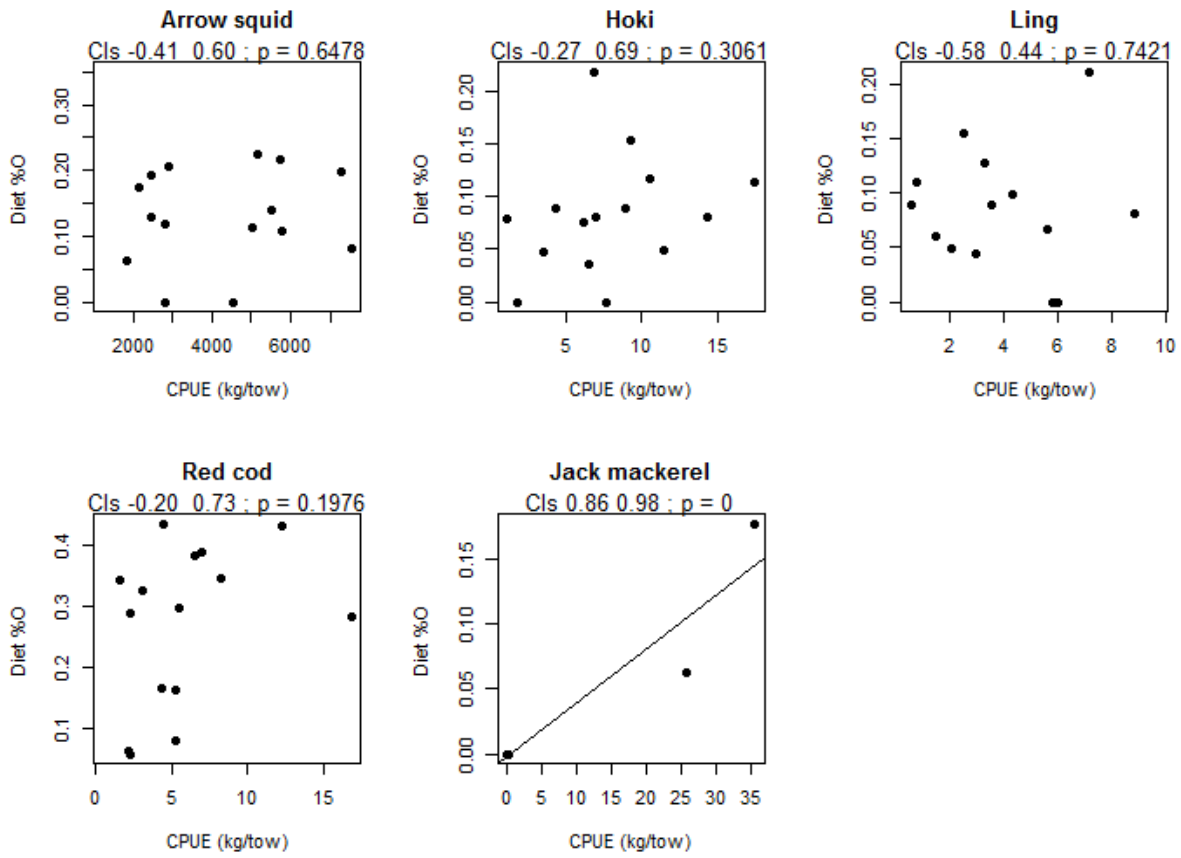 Arrow squid
CIs -0.41 0.60 ; p = 0.6478
Diet %O
0.00 0.10 0.20 0.30
2000 4000 6000
CPUE (kg/tow)
Hoki
CIs -0.27 0.69 ; p = 0.3061
Diet %O
0.00 0.05 0.10 0.15 0.20
5 10 15
CPUE (kg/tow)
Ling
CIs -0.58 0.44 ; p = 0.7421
Diet %O
0.00 0.05 0.10 0.15 0.20
2 4 6 8 10
CPUE (kg/tow)
Red cod
CIs -0.20 0.73 ; p = 0.1976
Diet %O
0.1 0.2 0.3 0.4
0 5 10 15
CPUE (kg/tow)
Jack mackerel
CIs 0.86 0.98 ; p = 0
Diet %O
0.00 0.05 0.10 0.15
0 5 10 15 20 25 30 35
CPUE (kg/tow)